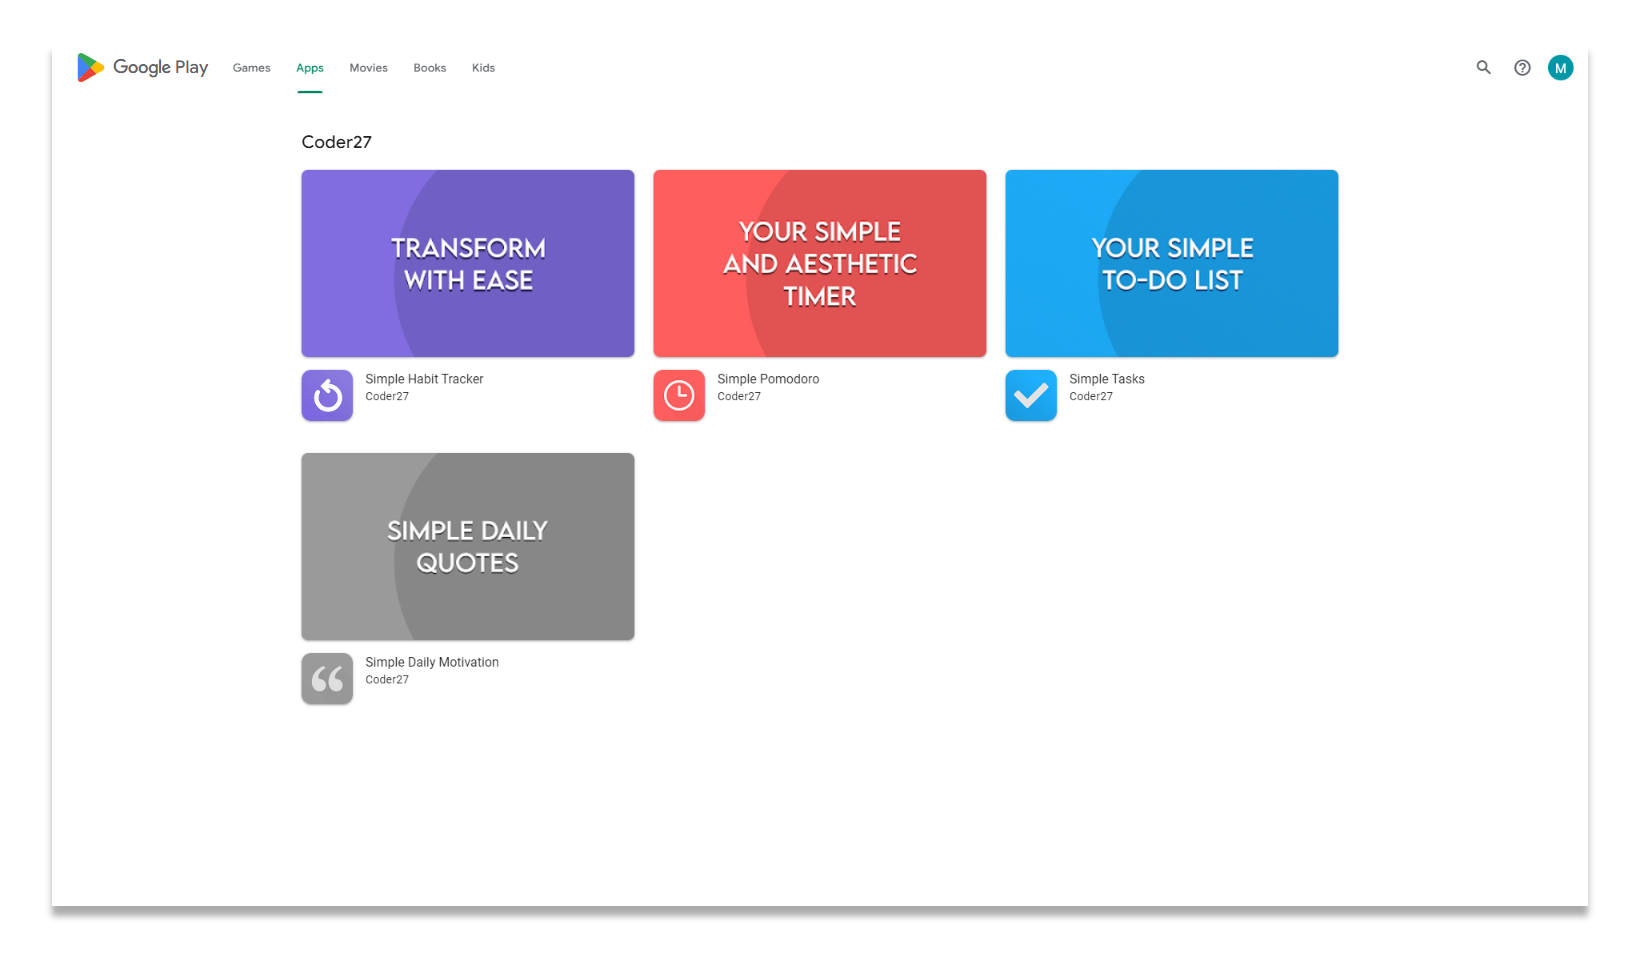 Google Play Games Apps Movies Books Kids M
Coder27
TRANSFORM
WITH EASE
YOUR SIMPLE
AND AESTHETIC
TIMER
YOUR SIMPLE
TO-DO LIST
Simple Habit Tracker
Coder27
Simple Pomodoro
Coder27
Simple Tasks
Coder27
SIMPLE DAILY
QUOTES
Simple Daily Motivation
Coder27